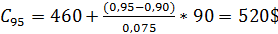 C₉₅ = 460 + (0,95−0,90)/0,075 * 90 = 520$